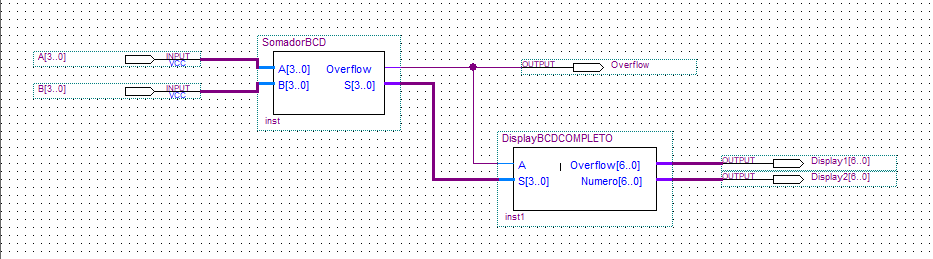 SomadorBCD
A[3..0] INPUT VCC
A[3..0] Overflow
OUTPUT Overflow
B[3..0] INPUT VCC
B[3..0] S[3..0]
inst
DisplayBCDCOMPLETO
A Overflow[6..0]
OUTPUT Display1[6..0]
S[3..0] Numero[6..0]
OUTPUT Display2[6..0]
inst1